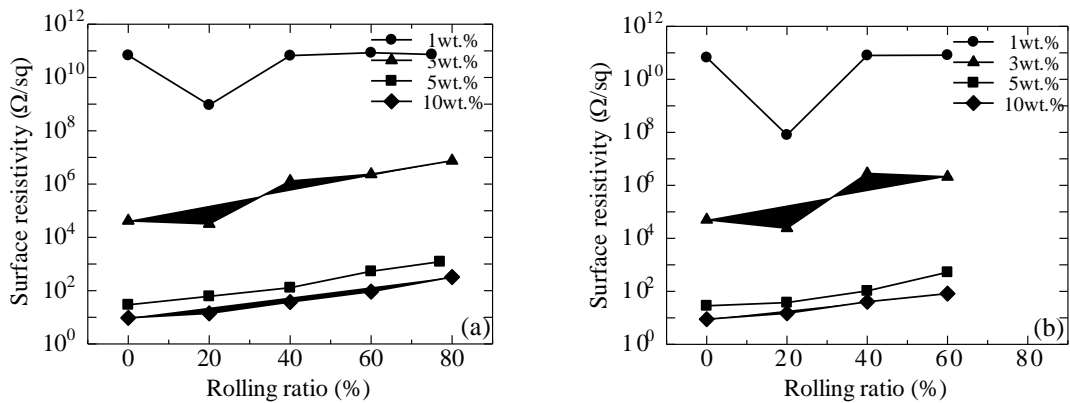 10^12
10^10
10^8
10^6
10^4
10^2
10^0
Surface resistivity (Ω/sq)
1wt.%
3wt.%
5wt.%
10wt.%
(a)
0 20 40 60 80
Rolling ratio (%)
10^12
10^10
10^8
10^6
10^4
10^2
10^0
Surface resistivity (Ω/sq)
1wt.%
3wt.%
5wt.%
10wt.%
(b)
0 20 40 60 80
Rolling ratio (%)